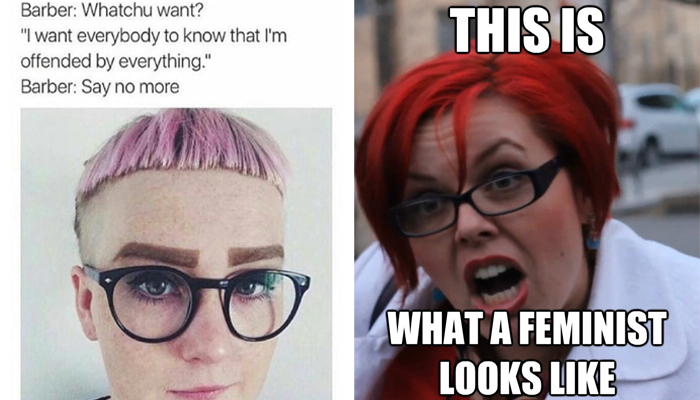 Barber: Whatchu want?
"I want everybody to know that I'm
offended by everything."
Barber: Say no more
THIS IS
WHAT A FEMINIST
LOOKS LIKE